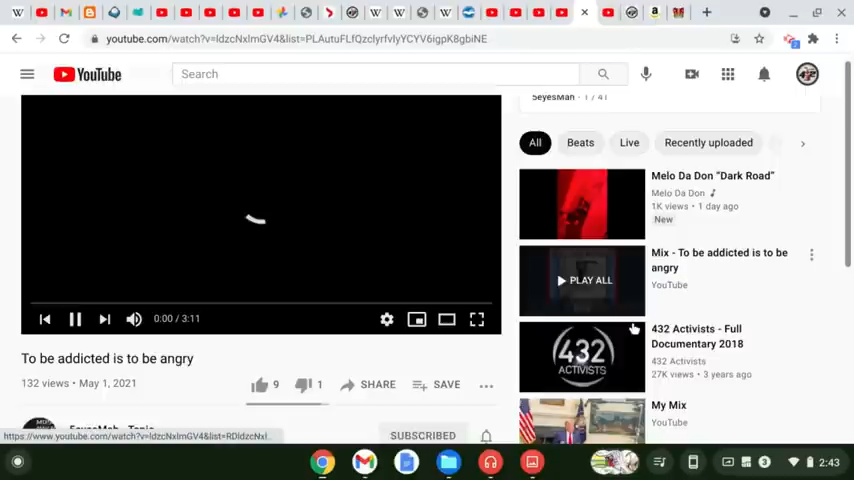 youtube.com/watch?v=ldzcNxlmGV4&list=PLAutuFLfQzclyrfvIyYCYV6igpK8gbiNE
YouTube
Search
5eyesMah - 1 / 41
All
Beats
Live
Recently uploaded
Melo Da Don "Dark Road"
Melo Da Don
1K views • 1 day ago
New
Mix - To be addicted is to be
angry
YouTube
PLAY ALL
432 Activists - Full
Documentary 2018
432 Activists
27K views • 3 years ago
432
ACTIVISTS
My Mix
YouTube
0:00 / 3:11
To be addicted is to be angry
132 views • May 1, 2021
9
1
SHARE
SAVE
5eyesMah - Topic
SUBSCRIBED
https://www.youtube.com/watch?v=ldzcNxlmGV4&list=RDldzcNxl...
2:43